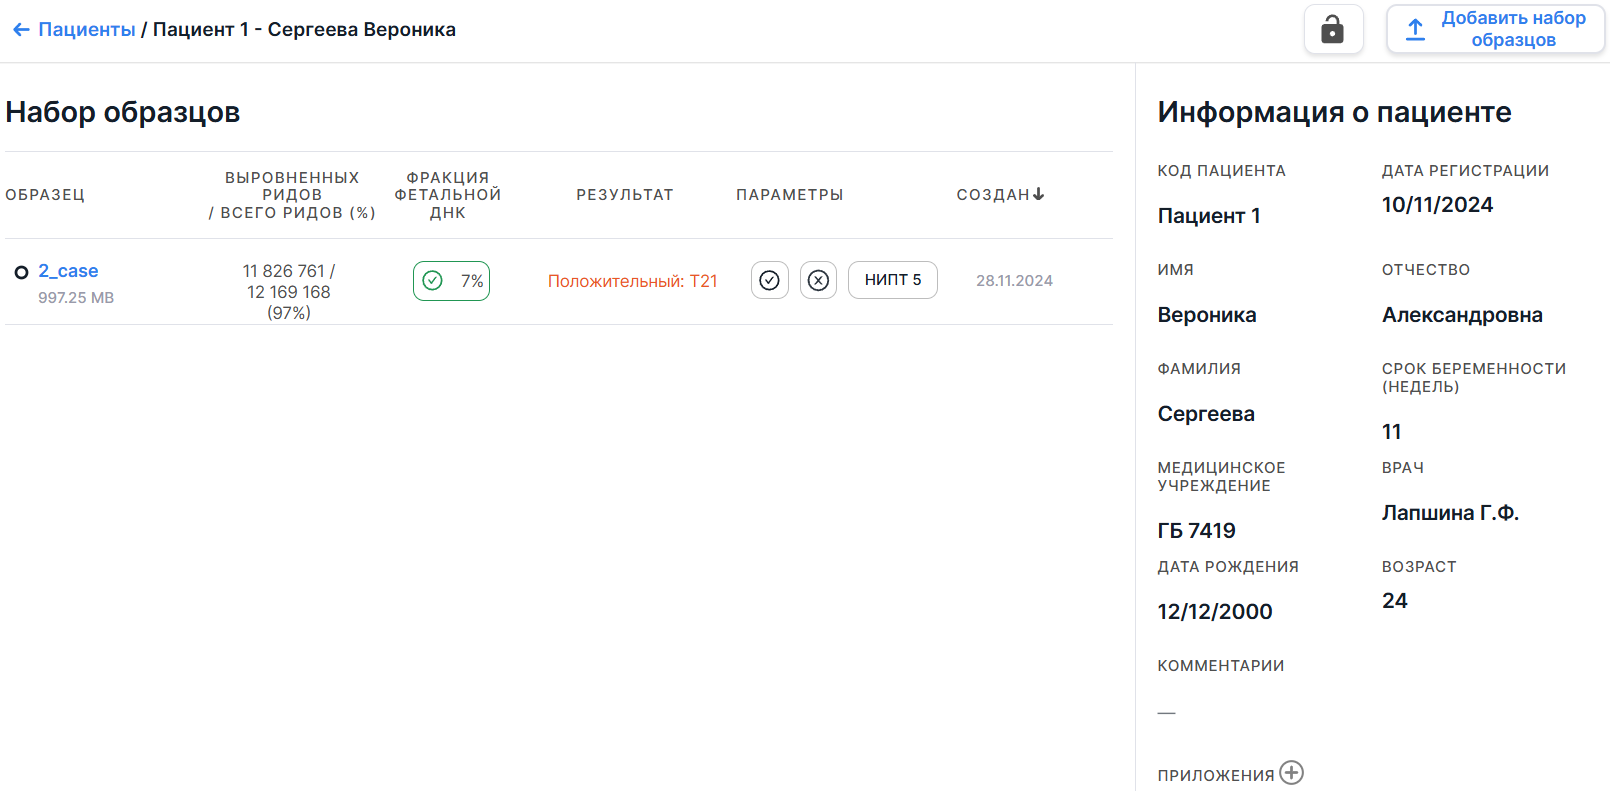 Пациенты / Пациент 1 - Сергеева Вероника
Добавить набор
образцов
Набор образцов
ОБРАЗЕЦ
ВЫРОВНЕННЫХ
РИДОВ
/ ВСЕГО РИДОВ (%)
ФРАКЦИЯ
ФЕТАЛЬНОЙ
ДНК
РЕЗУЛЬТАТ
ПАРАМЕТРЫ
СОЗДАН
2_case
997.25 MB
11 826 761 /
12 169 168
(97%)
7%
Положительный: T21
НИПТ 5
28.11.2024
Информация о пациенте
КОД ПАЦИЕНТА
Пациент 1
ДАТА РЕГИСТРАЦИИ
10/11/2024
ИМЯ
Вероника
ОТЧЕСТВО
Александровна
ФАМИЛИЯ
Сергеева
СРОК БЕРЕМЕННОСТИ
(НЕДЕЛЬ)
11
МЕДИЦИНСКОЕ
УЧРЕЖДЕНИЕ
ГБ 7419
ВРАЧ
Лапшина Г.Ф.
ДАТА РОЖДЕНИЯ
12/12/2000
ВОЗРАСТ
24
КОММЕНТАРИИ
—
ПРИЛОЖЕНИЯ